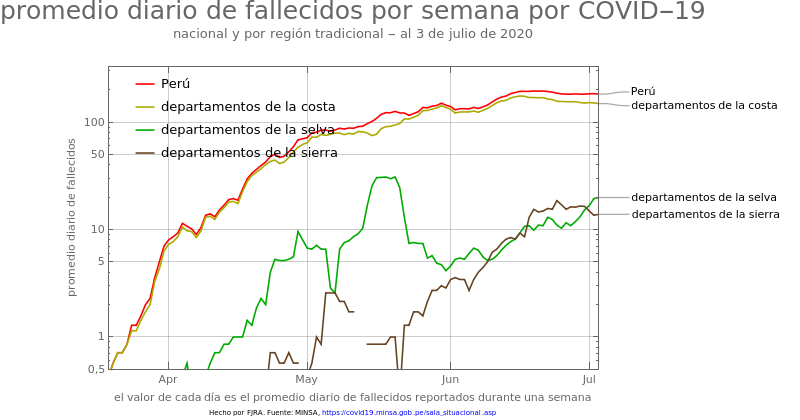 promedio diario de fallecidos por semana por COVID−19
nacional y por región tradicional − al 3 de julio de 2020
Perú
departamentos de la costa
departamentos de la selva
departamentos de la sierra
promedio diario de fallecidos
100
50
10
5
1
0,5
Apr
May
Jun
Jul
Perú
departamentos de la costa
departamentos de la selva
departamentos de la sierra
el valor de cada día es el promedio diario de fallecidos reportados durante una semana
Hecho por FJRA. Fuente: MINSA, https://covid19.minsa.gob.pe/sala_situacional.asp